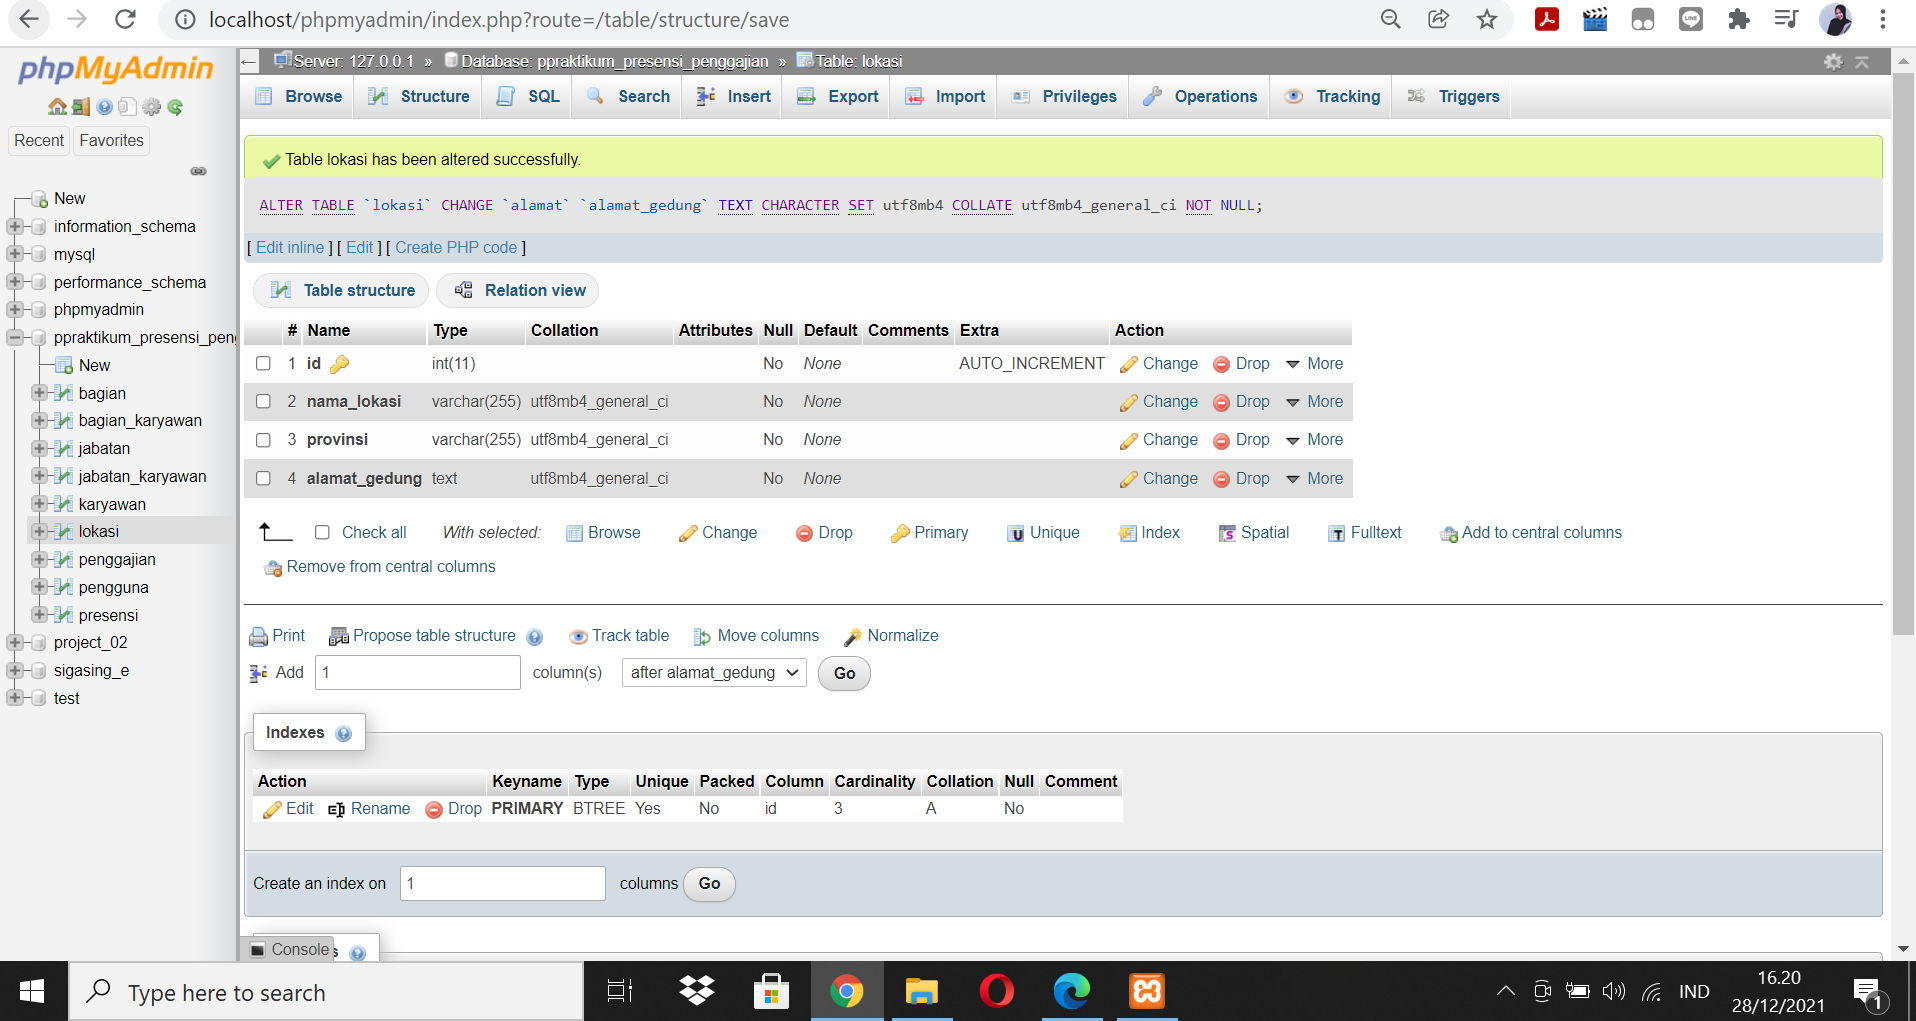 localhost/phpmyadmin/index.php?route=/table/structure/save
phpMyAdmin
Recent Favorites
New
information_schema
mysql
performance_schema
phpmyadmin
ppraktikum_presensi_peng
New
bagian
bagian_karyawan
jabatan
jabatan_karyawan
karyawan
lokasi
penggajian
pengguna
presensi
project_02
sigasing_e
test
Server: 127.0.0.1 » Database: ppraktikum_presensi_penggajian » Table: lokasi
Browse Structure SQL Search Insert Export Import Privileges Operations Tracking Triggers
Table lokasi has been altered successfully.
ALTER TABLE `lokasi` CHANGE `alamat` `alamat_gedung` TEXT CHARACTER SET utf8mb4 COLLATE utf8mb4_general_ci NOT NULL;
[ Edit inline ] [ Edit ] [ Create PHP code ]
Table structure Relation view
# Name Type Collation Attributes Null Default Comments Extra Action
1 id int(11) No None AUTO_INCREMENT Change Drop More
2 nama_lokasi varchar(255) utf8mb4_general_ci No None Change Drop More
3 provinsi varchar(255) utf8mb4_general_ci No None Change Drop More
4 alamat_gedung text utf8mb4_general_ci No None Change Drop More
Check all With selected: Browse Change Drop Primary Unique Index Spatial Fulltext Add to central columns
Remove from central columns
Print Propose table structure Track table Move columns Normalize
Add 1 column(s) after alamat_gedung Go
Indexes
Action Keyname Type Unique Packed Column Cardinality Collation Null Comment
Edit Rename Drop PRIMARY BTREE Yes No id 3 A No
Create an index on 1 columns Go
Console
Type here to search
IND
16.20
28/12/2021
1